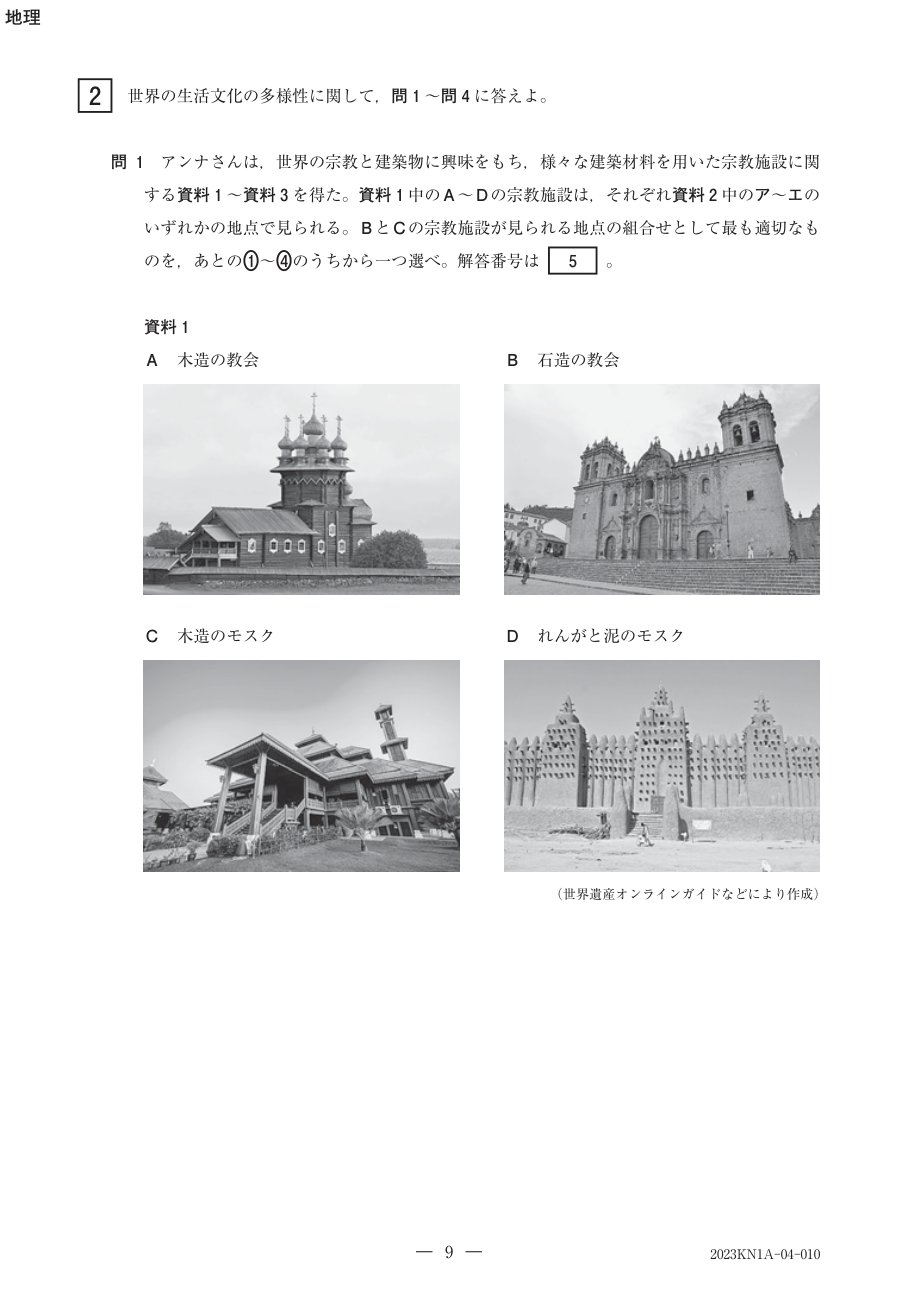 地理
2 世界の生活文化の多様性に関して，問1～問4に答えよ。
問1 アンナさんは，世界の宗教と建築物に興味をもち，様々な建築材料を用いた宗教施設に関
する資料1～資料3を得た。資料1中のA～Dの宗教施設は，それぞれ資料2中のア～エの
いずれかの地点で見られる。BとCの宗教施設が見られる地点の組合せとして最も適切なも
のを，あとの①～④のうちから一つ選べ。解答番号は 5 。
資料1
A 木造の教会
B 石造の教会
C 木造のモスク
D れんがと泥のモスク
（世界遺産オンラインガイドなどにより作成）
― 9 ―
2023KN1A-04-010